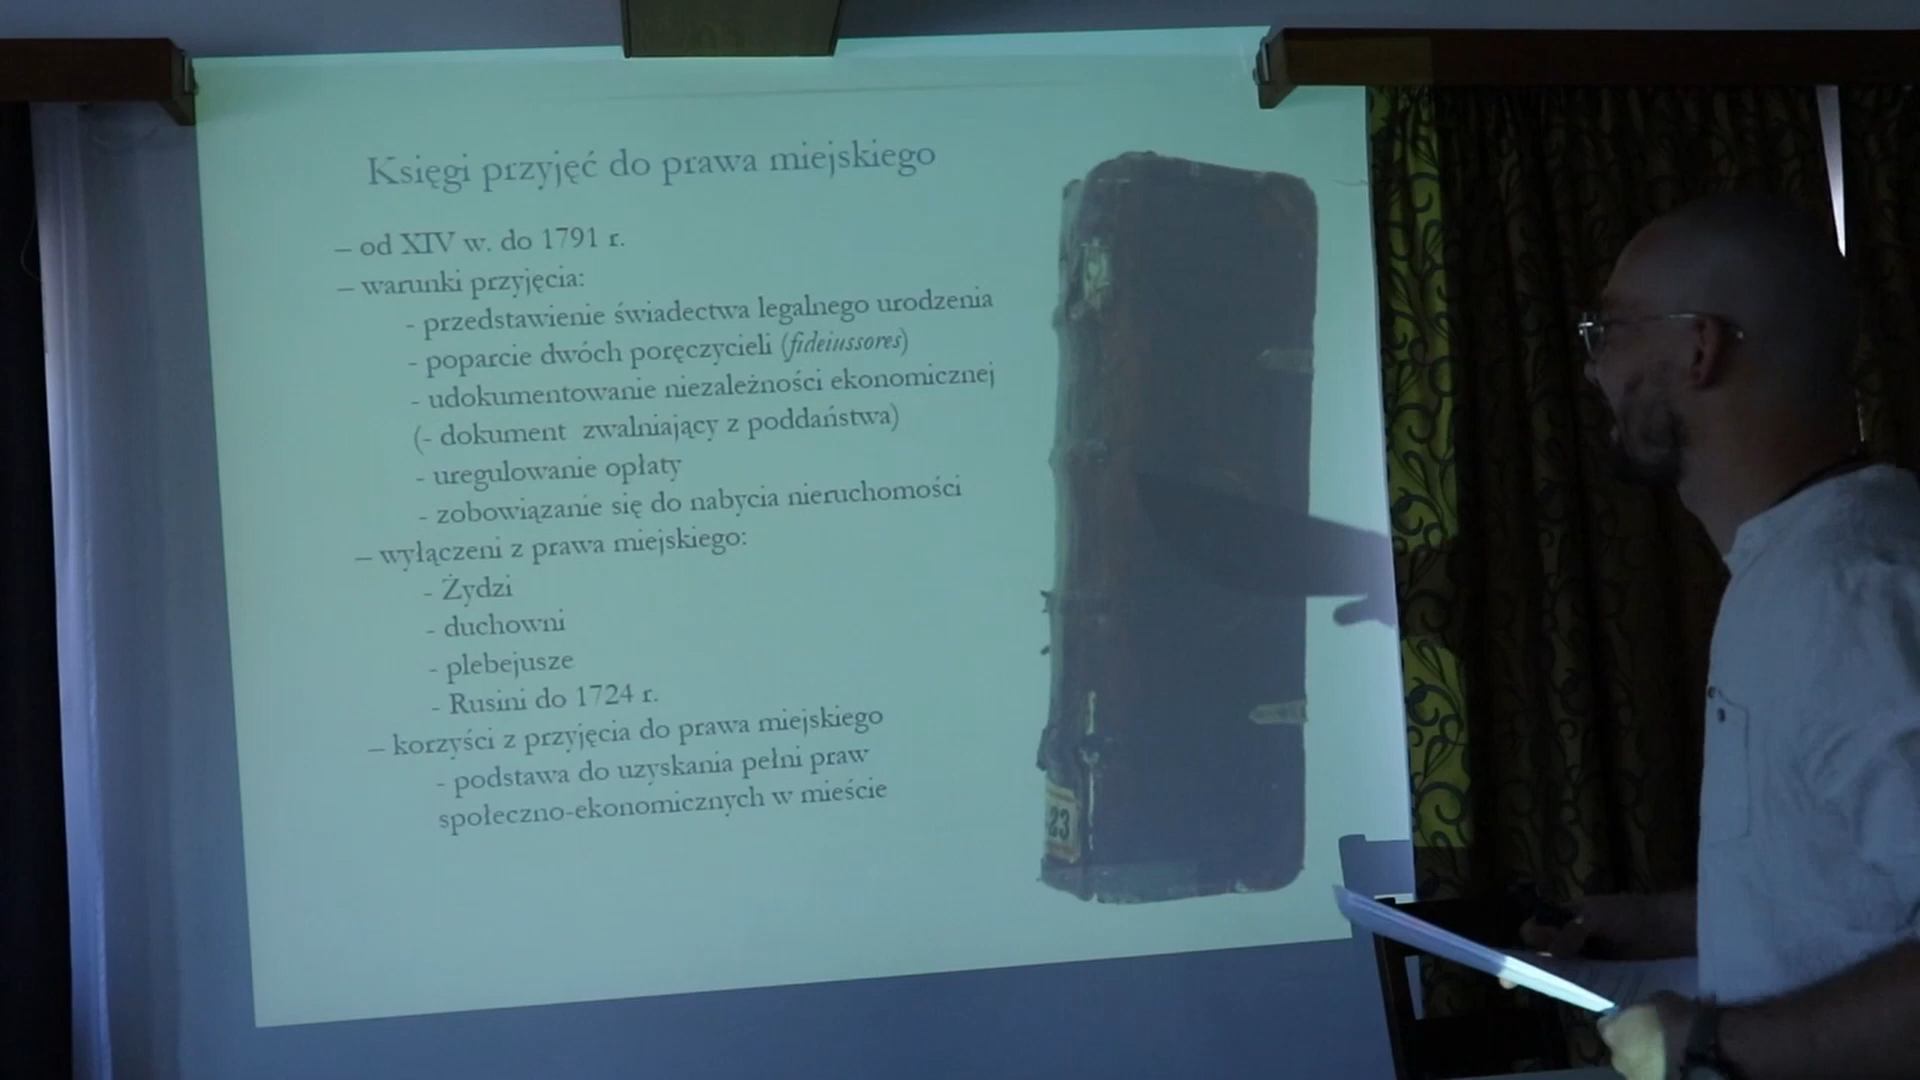 Księgi przyjęć do prawa miejskiego
– od XIV w. do 1791 r.
– warunki przyjęcia:
- przedstawienie świadectwa legalnego urodzenia
- poparcie dwóch poręczycieli (fideiussores)
- udokumentowanie niezależności ekonomicznej
(- dokument zwalniający z poddaństwa)
- uregulowanie opłaty
- zobowiązanie się do nabycia nieruchomości
– wyłączeni z prawa miejskiego:
- Żydzi
- duchowni
- plebejusze
- Rusini do 1724 r.
– korzyści z przyjęcia do prawa miejskiego
- podstawa do uzyskania pełni praw
społeczno-ekonomicznych w mieście
-23